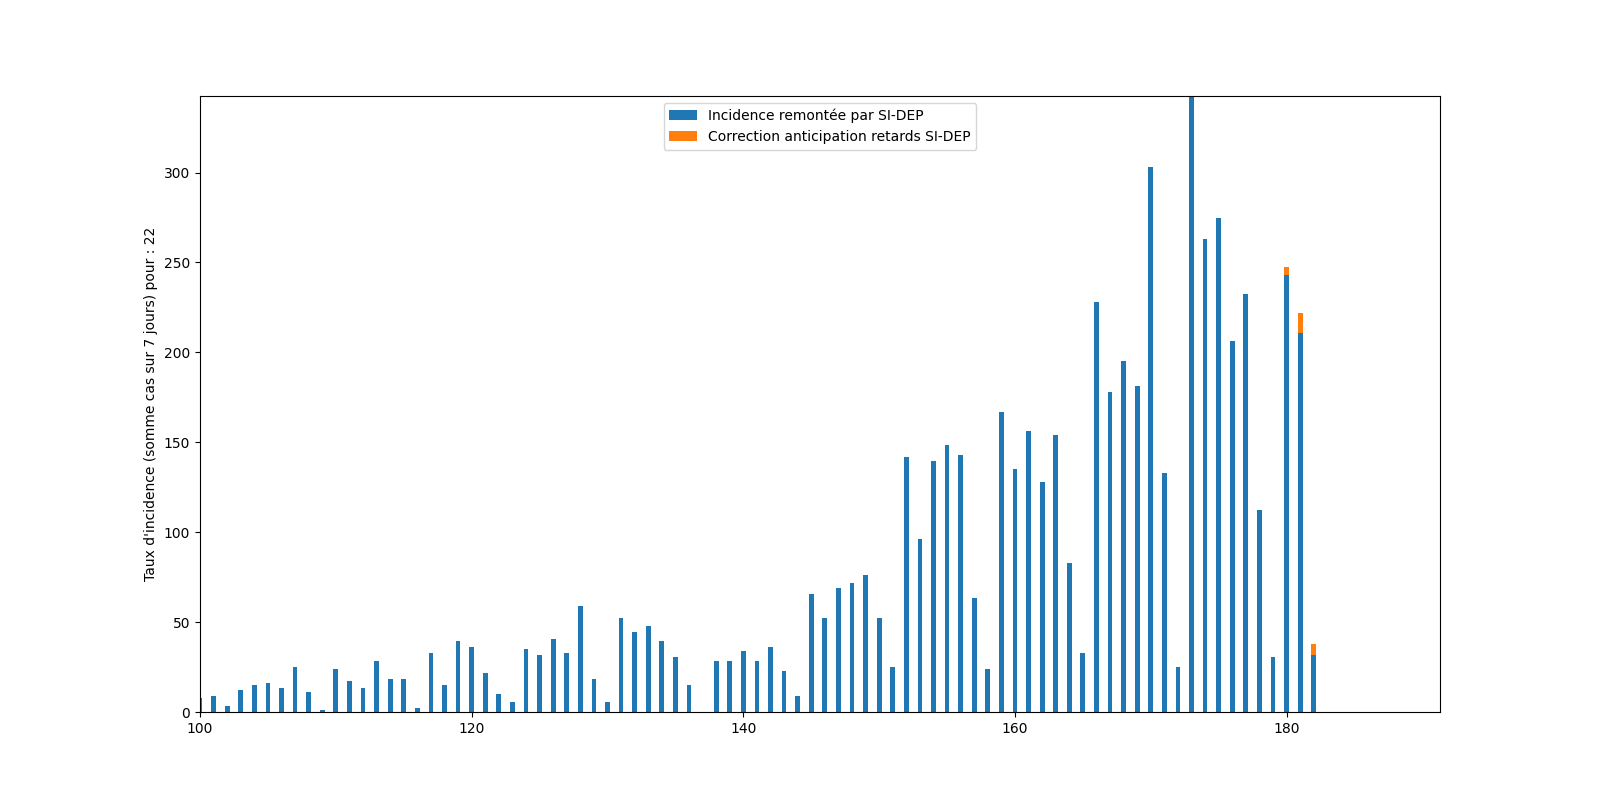 Incidence remontée par SI-DEP
Correction anticipation retards SI-DEP
Taux d'incidence (somme cas sur 7 jours) pour : 22
300
250
200
150
100
50
0
100 120 140 160 180